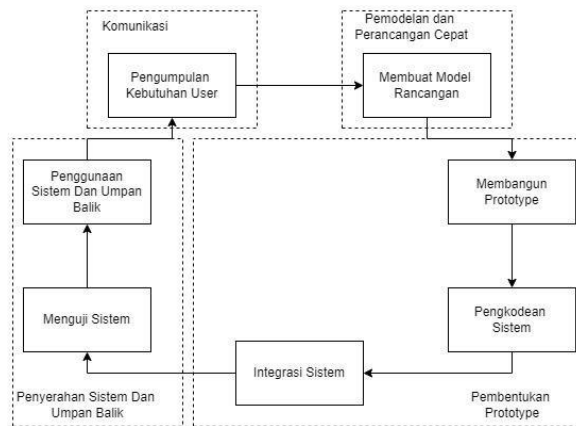 Komunikasi
Pemodelan dan
Perancangan Cepat
Pengumpulan
Kebutuhan User
Membuat Model
Rancangan
Penggunaan
Sistem Dan Umpan
Balik
Membangun
Prototype
Menguji Sistem
Pengkodean
Sistem
Integrasi Sistem
Penyerahan Sistem Dan
Umpan Balik
Pembentukan
Prototype